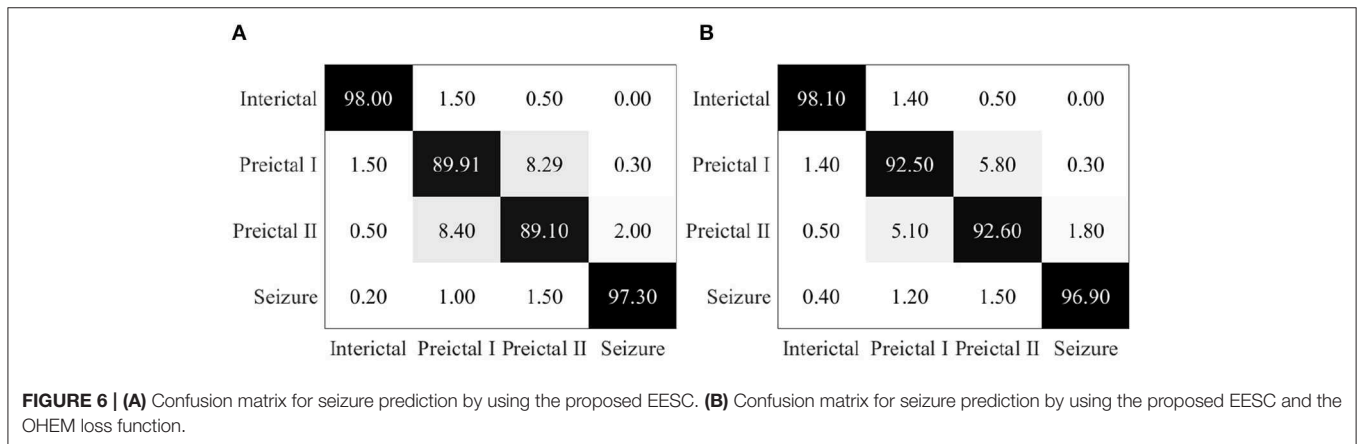 A
B
Interictal 98.00 1.50 0.50 0.00
Preictal I 1.50 89.91 8.29 0.30
Preictal II 0.50 8.40 89.10 2.00
Seizure 0.20 1.00 1.50 97.30
Interictal Preictal I Preictal II Seizure
Interictal 98.10 1.40 0.50 0.00
Preictal I 1.40 92.50 5.80 0.30
Preictal II 0.50 5.10 92.60 1.80
Seizure 0.40 1.20 1.50 96.90
Interictal Preictal I Preictal II Seizure
FIGURE 6 | (A) Confusion matrix for seizure prediction by using the proposed EESC. (B) Confusion matrix for seizure prediction by using the proposed EESC and the
OHEM loss function.